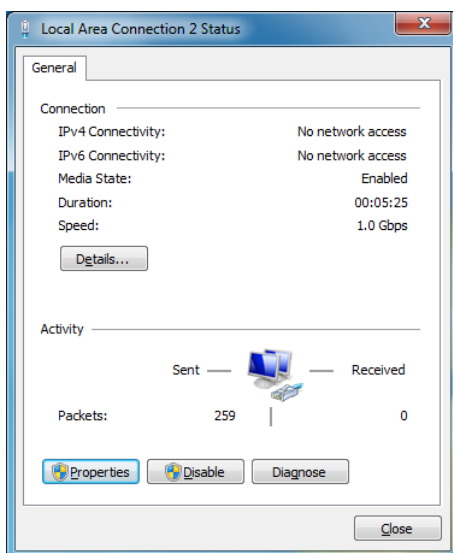 Local Area Connection 2 Status
General
Connection
IPv4 Connectivity: No network access
IPv6 Connectivity: No network access
Media State: Enabled
Duration: 00:05:25
Speed: 1.0 Gbps
Details...
Activity
Sent Received
Packets: 259 0
Properties Disable Diagnose
Close